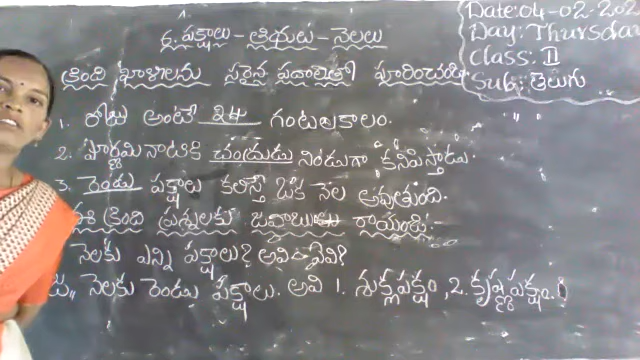 Date:04-02-202
Day: Thursday
Class: II
Sub: తెలుగు
6. పక్షాలు - తిథులు - నెలలు
క్రింది ఖాళీలను సరైన పదాలతో పూరించండి
1. రోజు అంటే 24 గంటల కాలం.
2. పౌర్ణమి నాటికి చంద్రుడు నిండుగా కనిపిస్తాడు.
3. రెండు పక్షాలు కలిస్తే ఒక నెల అవుతుంది.
ఈ క్రింది ప్రశ్నలకు జవాబులు రాయండి:-
నెలకు ఎన్ని పక్షాలు? అవి ఏవి?
జ,, నెలకు రెండు పక్షాలు. అవి 1. శుక్లపక్షం, 2. కృష్ణపక్షం.